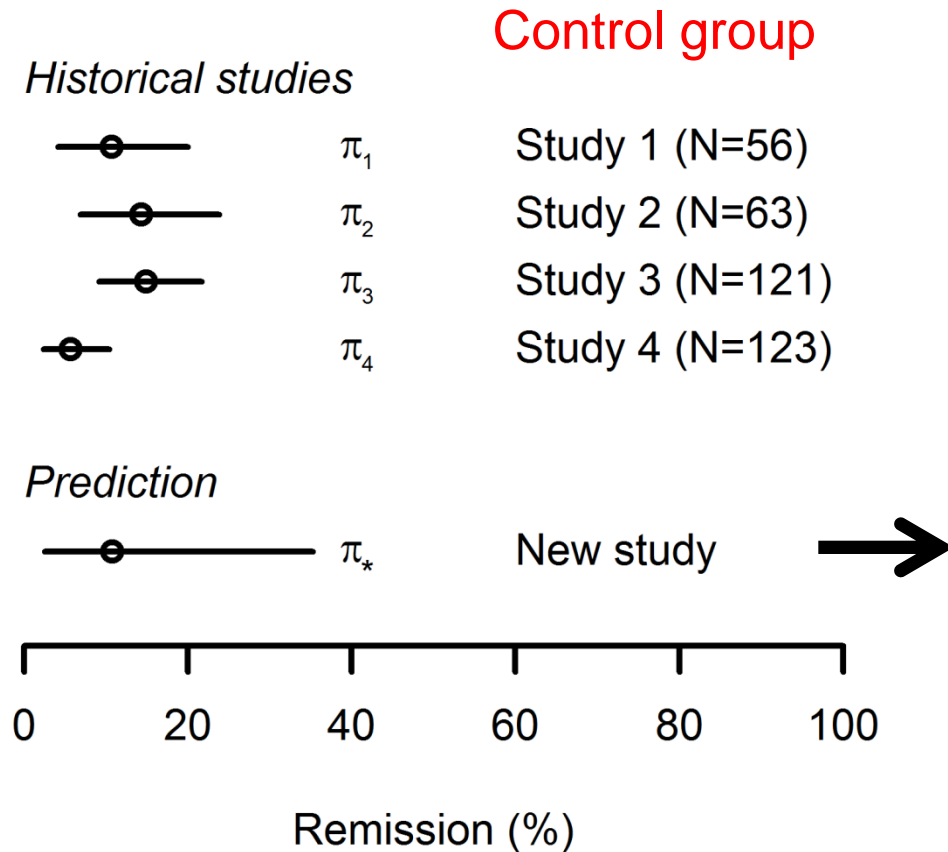 Control group
Historical studies
π₁ Study 1 (N=56)
π₂ Study 2 (N=63)
π₃ Study 3 (N=121)
π₄ Study 4 (N=123)
Prediction
π* New study
0 20 40 60 80 100
Remission (%)